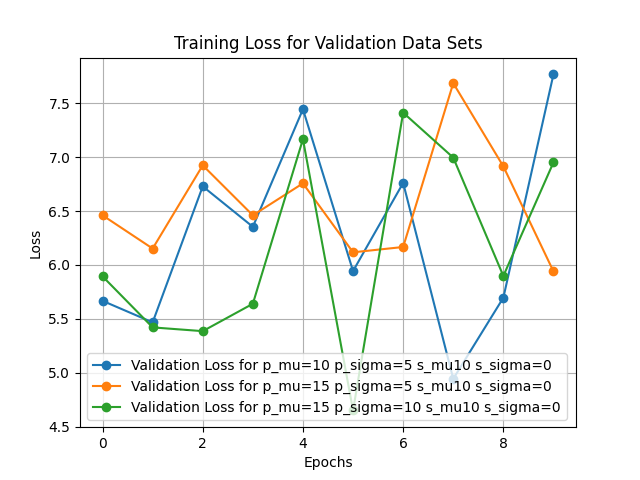 Training Loss for Validation Data Sets
7.5
7.0
6.5
6.0
5.5
5.0
4.5
Loss
Validation Loss for p_mu=10 p_sigma=5 s_mu10 s_sigma=0
Validation Loss for p_mu=15 p_sigma=5 s_mu10 s_sigma=0
Validation Loss for p_mu=15 p_sigma=10 s_mu10 s_sigma=0
0 2 4 6 8
Epochs